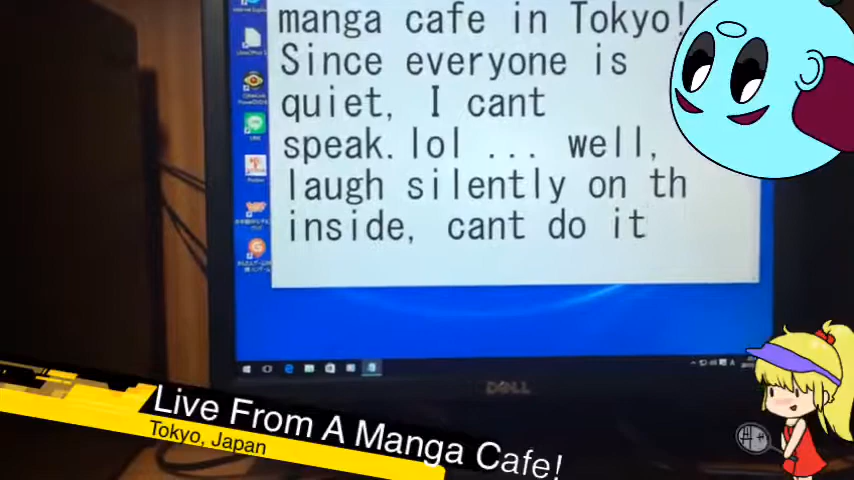 manga cafe in Tokyo!
Since everyone is
quiet, I cant
speak.lol ... well,
laugh silently on th
inside, cant do it
LINE
DELL
Live From A Manga Cafe!
Tokyo, Japan